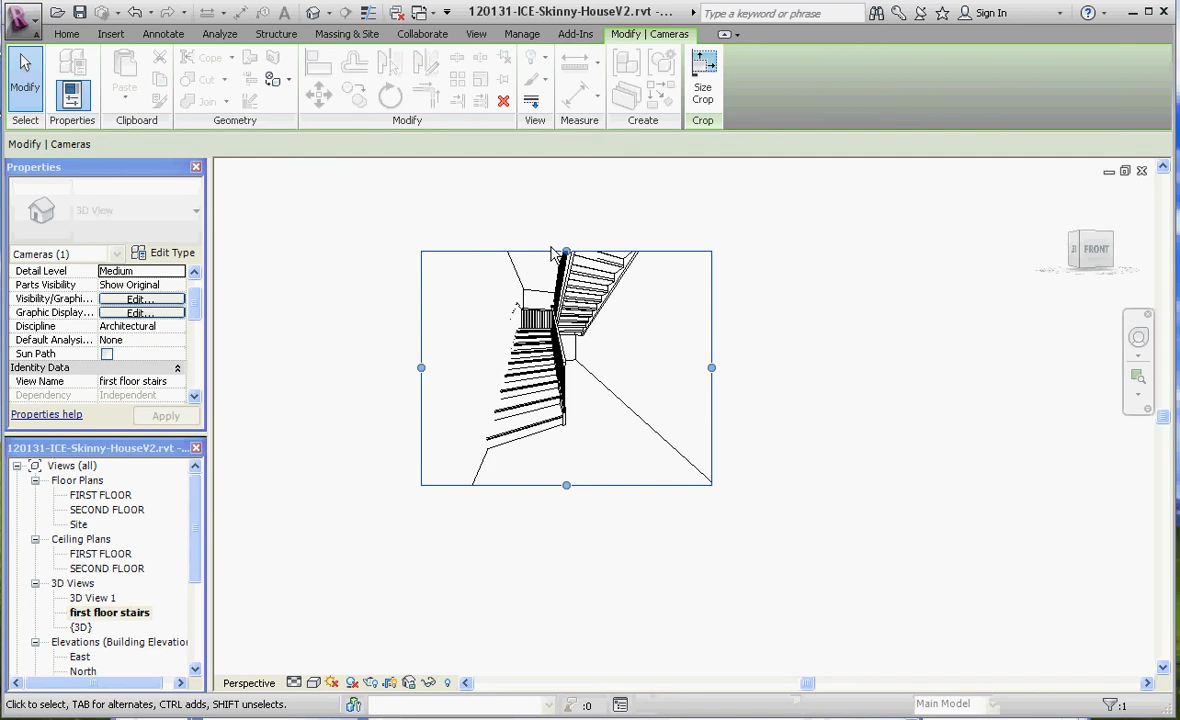 120131-ICE-Skinny-HouseV2.rvt -...
Type a keyword or phrase
Sign In
Home
Insert
Annotate
Analyze
Structure
Massing & Site
Collaborate
View
Manage
Add-Ins
Modify | Cameras
Modify
Paste
Cope
Cut
Join
Size
Crop
Select
Properties
Clipboard
Geometry
Modify
View
Measure
Create
Crop
Modify | Cameras
Properties
3D View
Cameras (1)
Edit Type
Detail Level
Medium
Parts Visibility
Show Original
Visibility/Graphi...
Edit...
Graphic Display...
Edit...
Discipline
Architectural
Default Analysi...
None
Sun Path
Identity Data
View Name
first floor stairs
Dependency
Independent
Properties help
Apply
120131-ICE-Skinny-HouseV2.rvt -...
Views (all)
Floor Plans
FIRST FLOOR
SECOND FLOOR
Site
Ceiling Plans
FIRST FLOOR
SECOND FLOOR
3D Views
3D View 1
first floor stairs
{3D}
Elevations (Building Elevation
East
North
FRONT
Perspective
Click to select, TAB for alternates, CTRL adds, SHIFT unselects.
:0
Main Model
:1